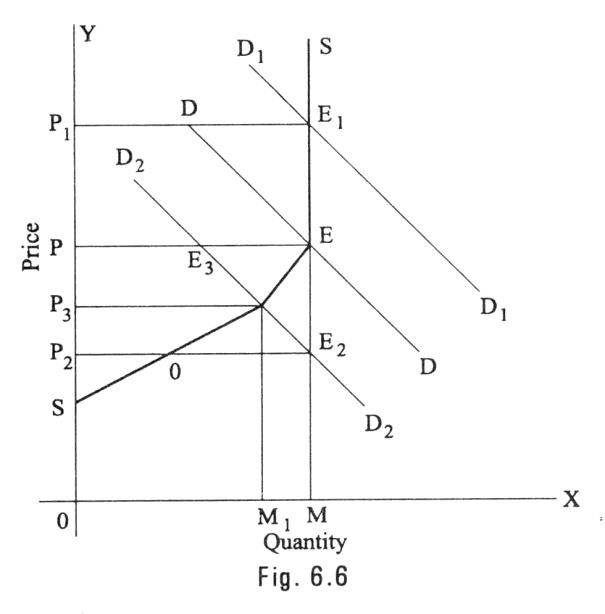 Y
D₁
S
D
P₁
E₁
D₂
Price
P
E
E₃
P₃
D₁
P₂
E₂
0
D
S
D₂
X
0
M₁ M
Quantity
Fig. 6.6